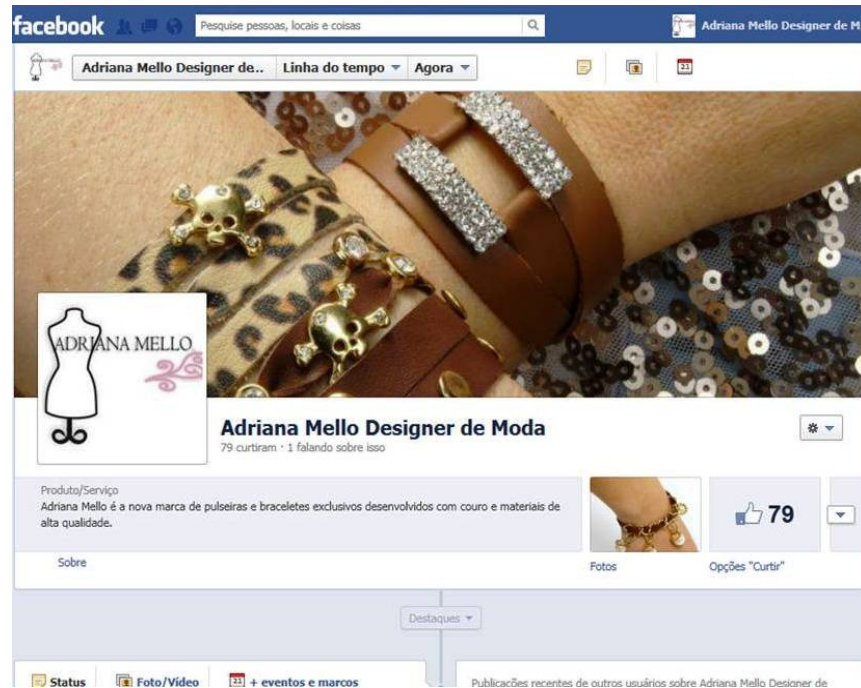 facebook
Pesquise pessoas, locais e coisas
Adriana Mello Designer de M
Adriana Mello Designer de..
Linha do tempo
Agora
21
ADRIANA MELLO
Adriana Mello Designer de Moda
79 curtiram · 1 falando sobre isso
Produto/Serviço
Adriana Mello é a nova marca de pulseiras e braceletes exclusivos desenvolvidos com couro e materiais de
alta qualidade.
79
Sobre
Fotos
Opções "Curtir"
Destaques
Status
Foto/Vídeo
21
+ eventos e marcos
Publicações recentes de outros usuários sobre Adriana Mello Designer de